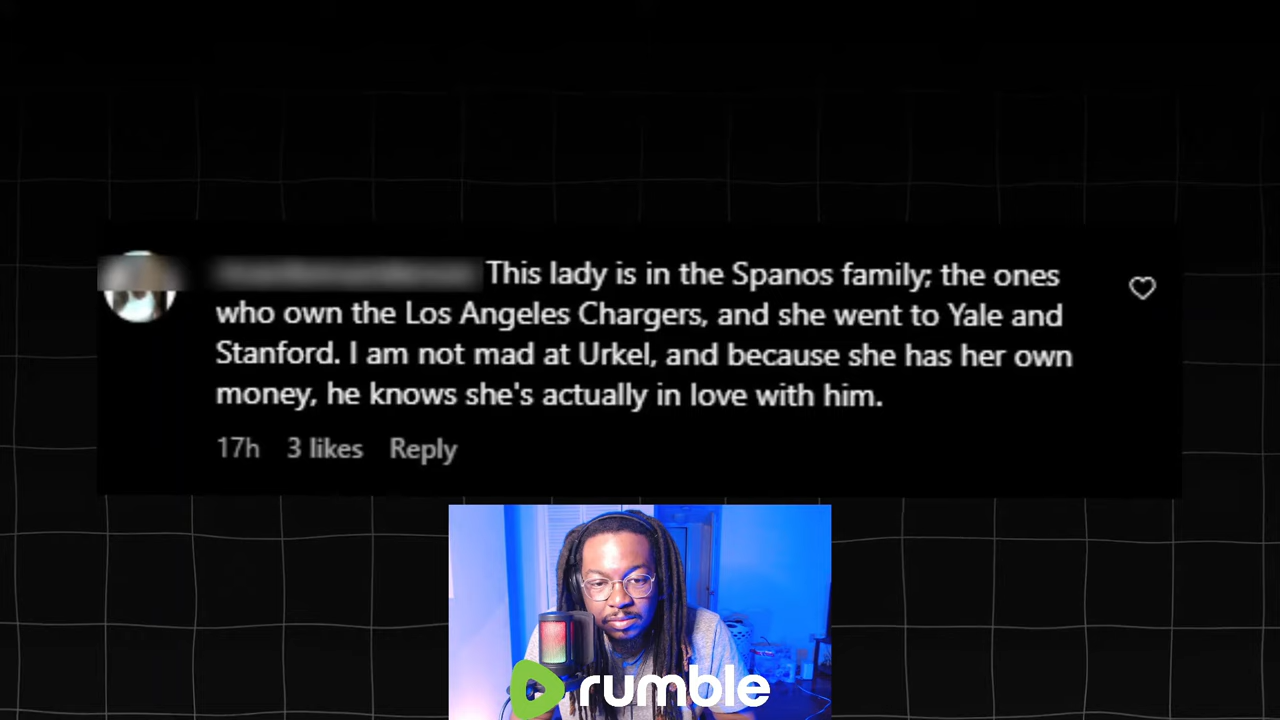 This lady is in the Spanos family; the ones
who own the Los Angeles Chargers, and she went to Yale and
Stanford. I am not mad at Urkel, and because she has her own
money, he knows she's actually in love with him.
17h 3 likes Reply
rumble